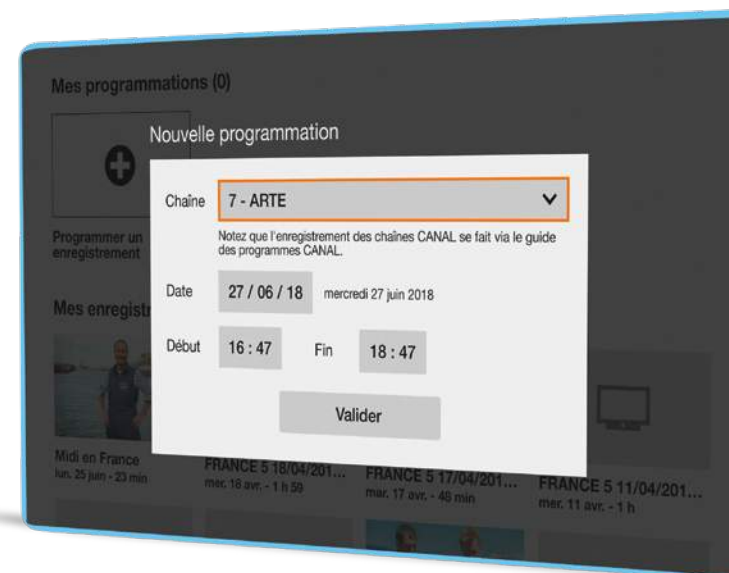 Mes programmations (0)
Nouvelle programmation
Chaîne 7 - ARTE
Notez que l'enregistrement des chaînes CANAL se fait via le guide
des programmes CANAL.
Programmer un
enregistrement
Date 27 / 06 / 18 mercredi 27 juin 2018
Mes enregistr
Début 16 : 47 Fin 18 : 47
Valider
Midi en France
lun. 25 juin - 23 min
FRANCE 5 18/04/201...
mer. 18 avr. - 1 h 59
FRANCE 5 17/04/201...
mar. 17 avr. - 46 min
FRANCE 5 11/04/201...
mer. 11 avr. - 1 h